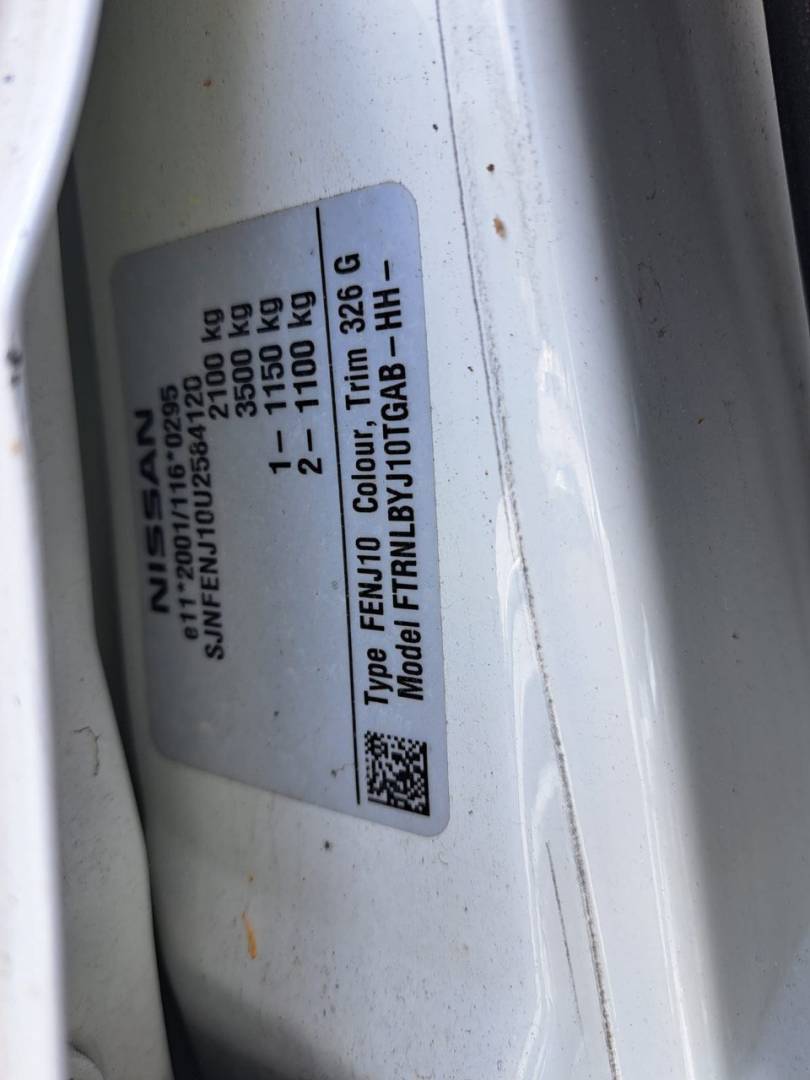 NISSAN
e11*2001/116*0295
SJNFENJ10U2584120
2100 kg
3500 kg
1– 1150 kg
2– 1100 kg
Type FENJ10 Colour, Trim 326 G
Model FTRNLBYJ10TGAB–HH–